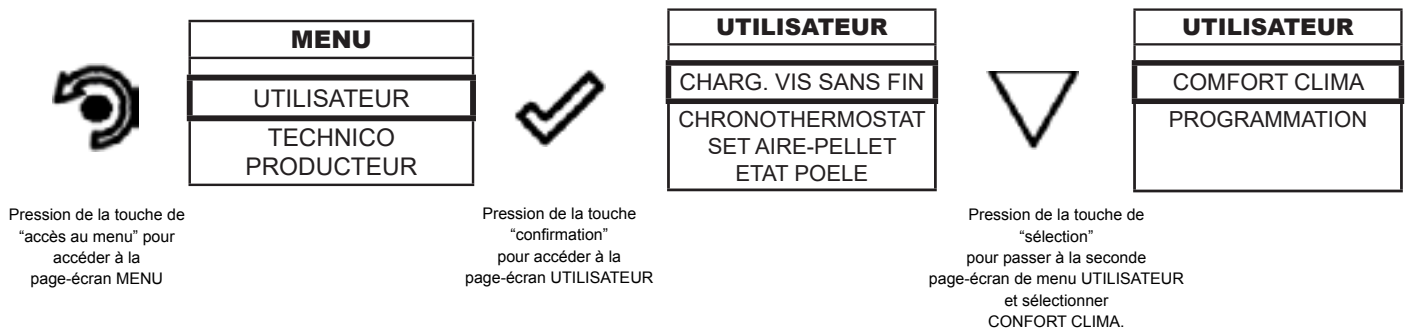 MENU
UTILISATEUR
TECHNICO
PRODUCTEUR
Pression de la touche de
“accès au menu” pour
accéder à la
page-écran MENU
Pression de la touche
“confirmation”
pour accéder à la
page-écran UTILISATEUR
UTILISATEUR
CHARG. VIS SANS FIN
CHRONOTHERMOSTAT
SET AIRE-PELLET
ETAT POELE
Pression de la touche de
“sélection”
pour passer à la seconde
page-écran de menu UTILISATEUR
et sélectionner
CONFORT CLIMA.
UTILISATEUR
COMFORT CLIMA
PROGRAMMATION